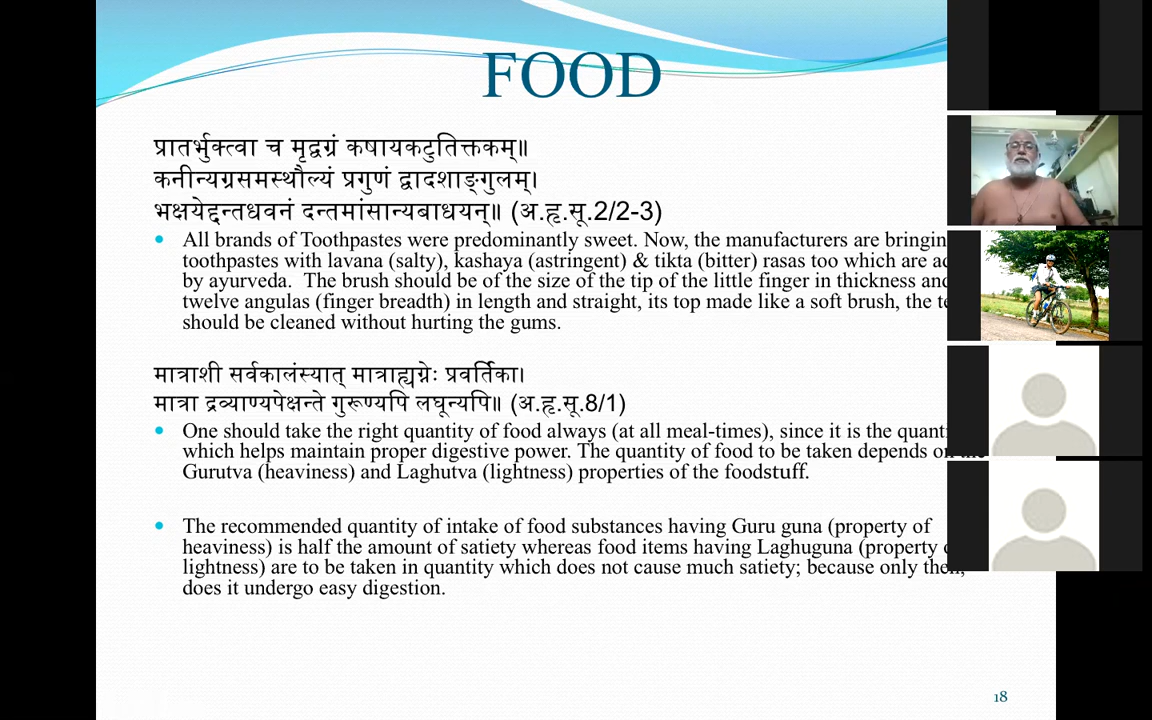 FOOD
प्रातर्भुक्त्वा च मृद्वग्रं कषायकटुतिक्तकम्॥
कनीन्यग्रसमस्थौल्यं प्रगुणं द्वादशाङ्गुलम्।
भक्षयेद्दन्तधवनं दन्तमांसान्यबाधयन्॥ (अ.हृ.सू.2/2-3)
All brands of Toothpastes were predominantly sweet. Now, the manufacturers are
toothpastes with lavana (salty), kashaya (astringent) & tikta (bitter) rasas too which are
by ayurveda. The brush should be of the size of the tip of the little finger in thickness
twelve angulas (finger breadth) in length and straight, its top made like a soft brush, the
should be cleaned without hurting the gums.
मात्राशी सर्वकालंस्यात् मात्राह्यग्नेः प्रवर्तिका।
मात्रा द्रव्याण्यपेक्षन्ते गुरूण्यपि लघून्यपि॥ (अ.हृ.सू.8/1)
One should take the right quantity of food always (at all meal-times), since it is the
which helps maintain proper digestive power. The quantity of food to be taken depends
Gurutva (heaviness) and Laghutva (lightness) properties of the foodstuff.
The recommended quantity of intake of food substances having Guru guna (property of
heaviness) is half the amount of satiety whereas food items having Laghuguna (property
lightness) are to be taken in quantity which does not cause much satiety; because only
does it undergo easy digestion.
18